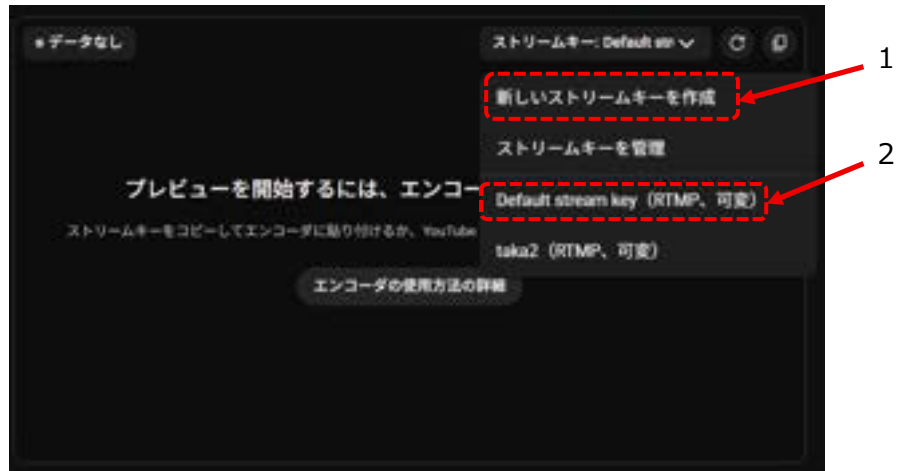 データなし
ストリームキー: Default str
新しいストリームキーを作成
1
ストリームキーを管理
2
プレビューを開始するには、エンコー
Default stream key（RTMP、可変）
ストリームキーをコピーしてエンコーダに貼り付けるか、YouTube
taka2（RTMP、可変）
エンコーダの使用方法の詳細